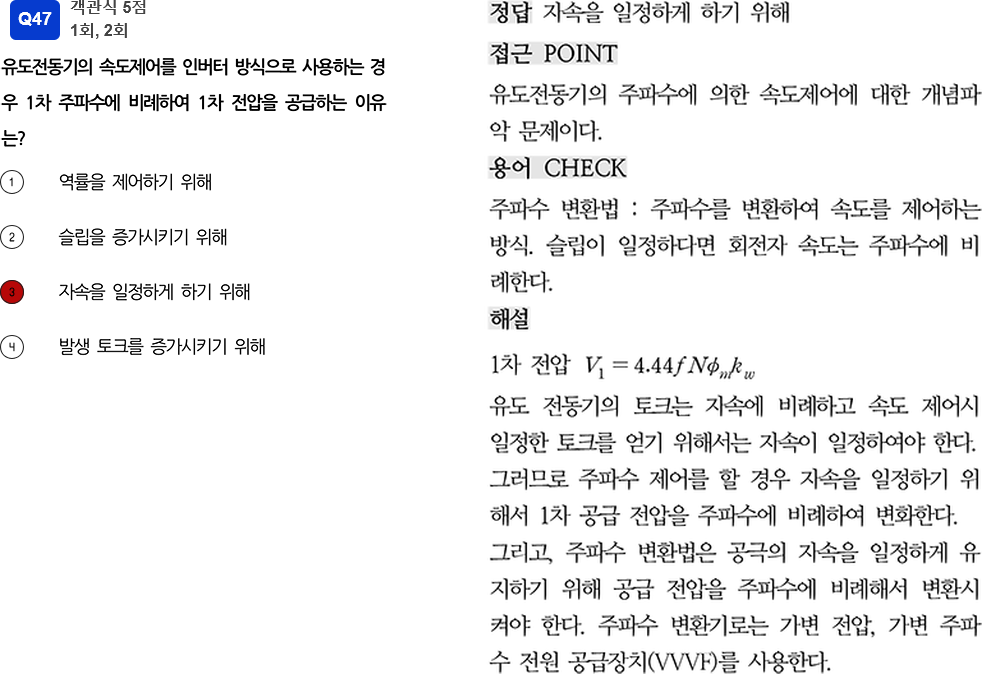 Q47
객관식 5점
1회, 2회
유도전동기의 속도제어를 인버터 방식으로 사용하는 경
우 1차 주파수에 비례하여 1차 전압을 공급하는 이유
는?
1 역률을 제어하기 위해
2 슬립을 증가시키기 위해
3 자속을 일정하게 하기 위해
4 발생 토크를 증가시키기 위해
정답 자속을 일정하게 하기 위해
접근 POINT
유도전동기의 주파수에 의한 속도제어에 대한 개념파
악 문제이다.
용어 CHECK
주파수 변환법 : 주파수를 변환하여 속도를 제어하는
방식. 슬립이 일정하다면 회전자 속도는 주파수에 비
례한다.
해설
1차 전압 V₁ = 4.44fNϕₘk_w
유도 전동기의 토크는 자속에 비례하고 속도 제어시
일정한 토크를 얻기 위해서는 자속이 일정하여야 한다.
그러므로 주파수 제어를 할 경우 자속을 일정하기 위
해서 1차 공급 전압을 주파수에 비례하여 변화한다.
그리고, 주파수 변환법은 공극의 자속을 일정하게 유
지하기 위해 공급 전압을 주파수에 비례해서 변환시
켜야 한다. 주파수 변환기로는 가변 전압, 가변 주파
수 전원 공급장치(VVVF)를 사용한다.